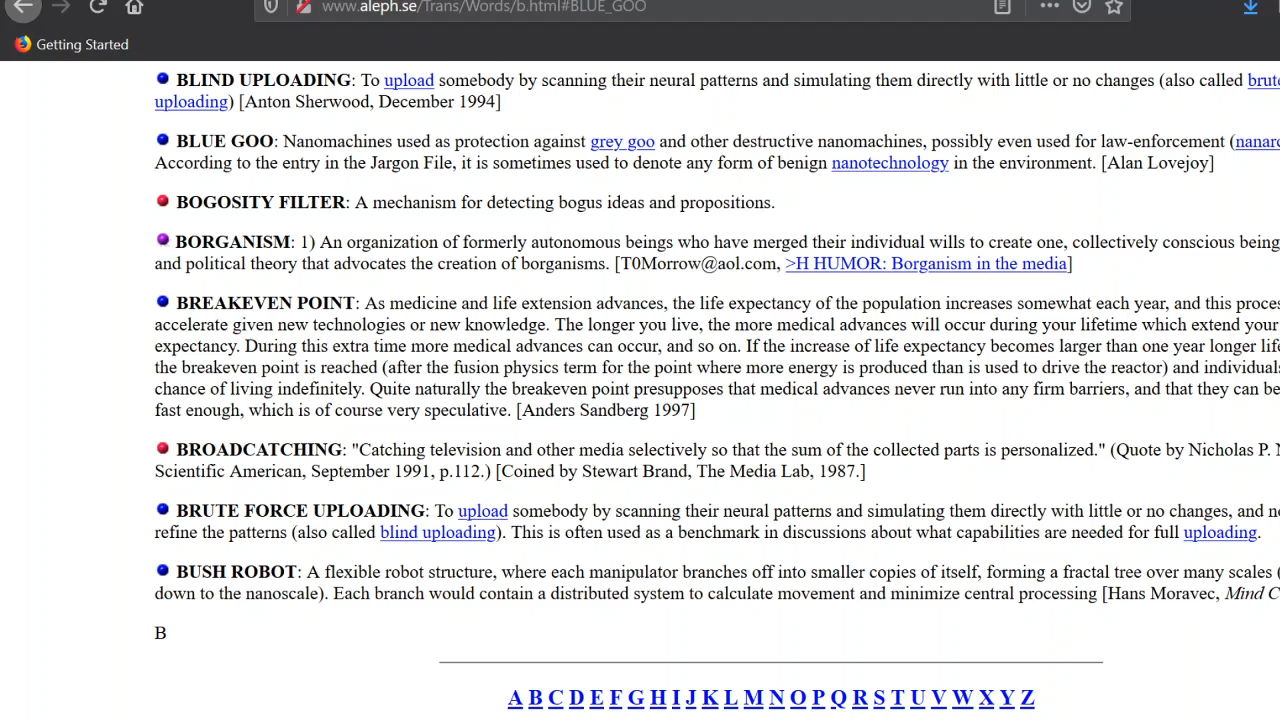 www.aleph.se/Trans/Words/b.html#BLUE_GOO
Getting Started
BLIND UPLOADING: To upload somebody by scanning their neural patterns and simulating them directly with little or no changes (also called brute
uploading) [Anton Sherwood, December 1994]
BLUE GOO: Nanomachines used as protection against grey goo and other destructive nanomachines, possibly even used for law-enforcement (
According to the entry in the Jargon File, it is sometimes used to denote any form of benign nanotechnology in the environment. [Alan Lovejoy]
BOGOSITY FILTER: A mechanism for detecting bogus ideas and propositions.
BORGANISM: 1) An organization of formerly autonomous beings who have merged their individual wills to create one, collectively conscious being
and political theory that advocates the creation of borganisms. [T0Morrow@aol.com, >H HUMOR: Borganism in the media]
BREAKEVEN POINT: As medicine and life extension advances, the life expectancy of the population increases somewhat each year, and this
accelerate given new technologies or new knowledge. The longer you live, the more medical advances will occur during your lifetime which extend your
expectancy. During this extra time more medical advances can occur, and so on. If the increase of life expectancy becomes larger than one year longer
the breakeven point is reached (after the fusion physics term for the point where more energy is produced than is used to drive the reactor) and
chance of living indefinitely. Quite naturally the breakeven point presupposes that medical advances never run into any firm barriers, and that they can be
fast enough, which is of course very speculative. [Anders Sandberg 1997]
BROADCATCHING: "Catching television and other media selectively so that the sum of the collected parts is personalized." (Quote by Nicholas P.
Scientific American, September 1991, p.112.) [Coined by Stewart Brand, The Media Lab, 1987.]
BRUTE FORCE UPLOADING: To upload somebody by scanning their neural patterns and simulating them directly with little or no changes, and
refine the patterns (also called blind uploading). This is often used as a benchmark in discussions about what capabilities are needed for full uploading.
BUSH ROBOT: A flexible robot structure, where each manipulator branches off into smaller copies of itself, forming a fractal tree over many scales (
down to the nanoscale). Each branch would contain a distributed system to calculate movement and minimize central processing [Hans Moravec, Mind
B
A B C D E F G H I J K L M N O P Q R S T U V W X Y Z